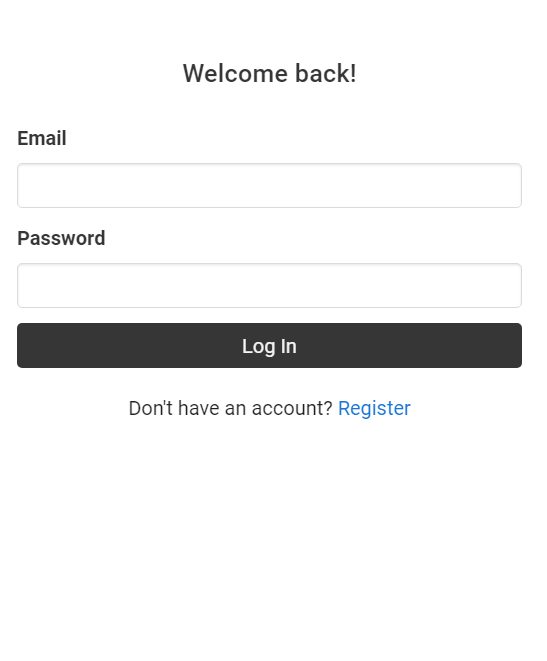 Welcome back!
Email
Password
Log In
Don't have an account? Register